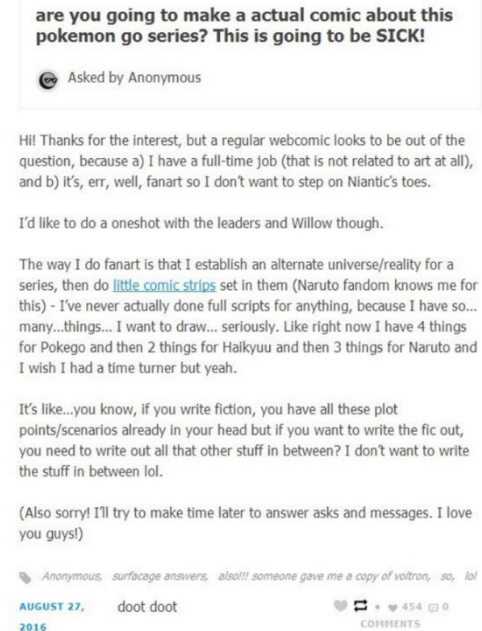 are you going to make a actual comic about this
pokemon go series? This is going to be SICK!
Asked by Anonymous
Hi! Thanks for the interest, but a regular webcomic looks to be out of the
question, because a) I have a full-time job (that is not related to art at all),
and b) it's, err, well, fanart so I don't want to step on Niantic's toes.
I'd like to do a oneshot with the leaders and Willow though.
The way I do fanart is that I establish an alternate universe/reality for a
series, then do little comic strips set in them (Naruto fandom knows me for
this) - I've never actually done full scripts for anything, because I have so...
many...things... I want to draw... seriously. Like right now I have 4 things
for Pokego and then 2 things for Haikyuu and then 3 things for Naruto and
I wish I had a time turner but yeah.
It's like...you know, if you write fiction, you have all these plot
points/scenarios already in your head but if you want to write the fic out,
you need to write out all that other stuff in between? I don't want to write
the stuff in between lol.
(Also sorry! I'll try to make time later to answer asks and messages. I love
you guys!)
Anonymous, surfacage answers, also!!! someone gave me a copy of voltron, so, lol
AUGUST 27, doot doot 454 0
2016 COMMENTS